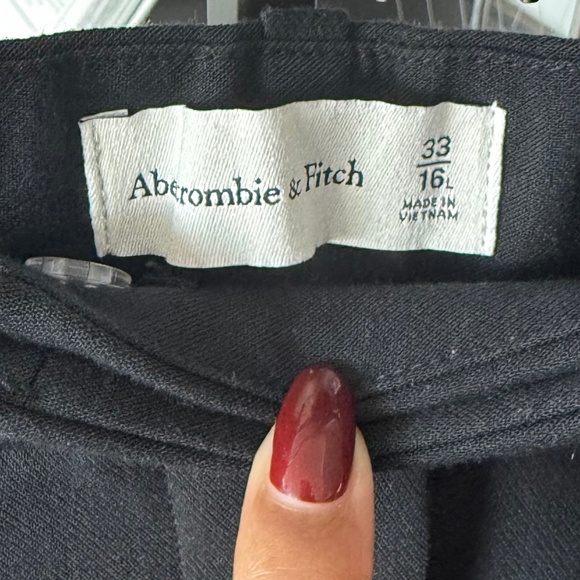 Abercrombie & Fitch
33
16L
MADE IN
VIETNAM